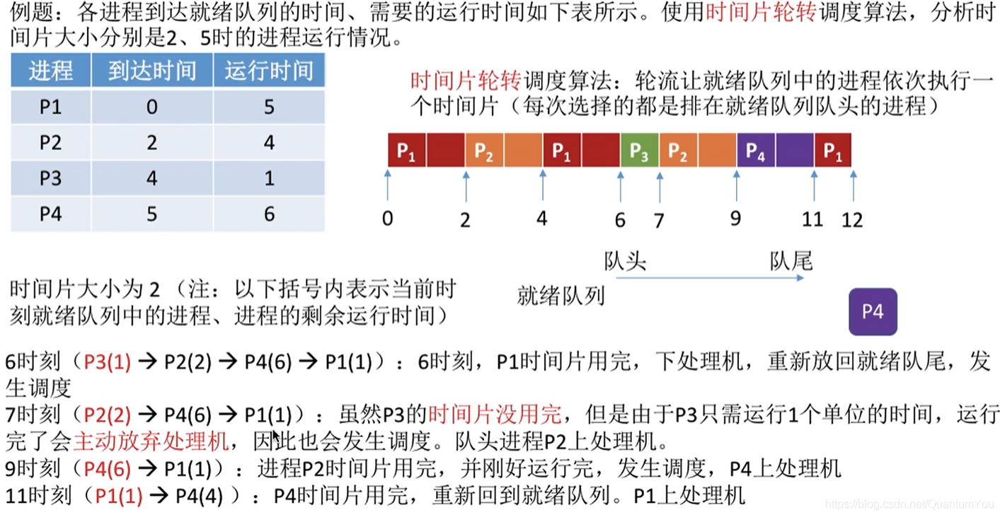 例题：各进程到达就绪队列的时间、需要的运行时间如下表所示。使用时间片轮转调度算法，分析时
间片大小分别是2、5时的进程运行情况。
进程 到达时间 运行时间
P1 0 5
P2 2 4
P3 4 1
P4 5 6
时间片轮转调度算法：轮流让就绪队列中的进程依次执行一
个时间片（每次选择的都是排在就绪队列队头的进程）
P1 P2 P1 P3 P2 P4 P1
0 2 4 6 7 9 11 12
队头 队尾
就绪队列
P4
时间片大小为 2 （注：以下括号内表示当前时
刻就绪队列中的进程、进程的剩余运行时间）
6时刻（P3(1) → P2(2) → P4(6) → P1(1)）：6时刻，P1时间片用完，下处理机，重新放回就绪队尾，发
生调度
7时刻（P2(2) → P4(6) → P1(1)）：虽然P3的时间片没用完，但是由于P3只需运行1个单位的时间，运行
完了会主动放弃处理机，因此也会发生调度。队头进程P2上处理机。
9时刻（P4(6) → P1(1)）：进程P2时间片用完，并刚好运行完，发生调度，P4上处理机
11时刻（P1(1) → P4(4) ）：P4时间片用完，重新回到就绪队列。P1上处理机
https://blog.csdn.net/QuantumYou